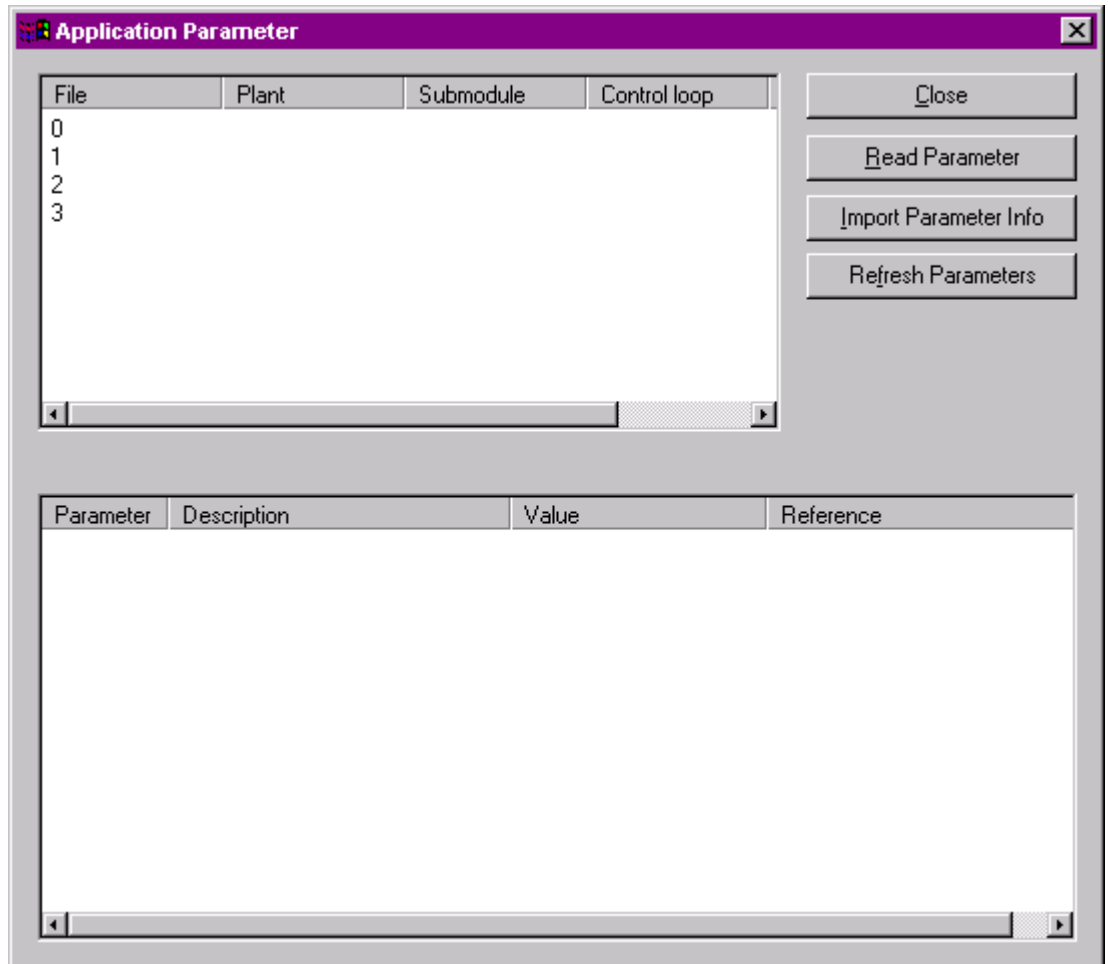 Application Parameter
File Plant Submodule Control loop
0
1
2
3
Close
Read Parameter
Import Parameter Info
Refresh Parameters
Parameter Description Value Reference